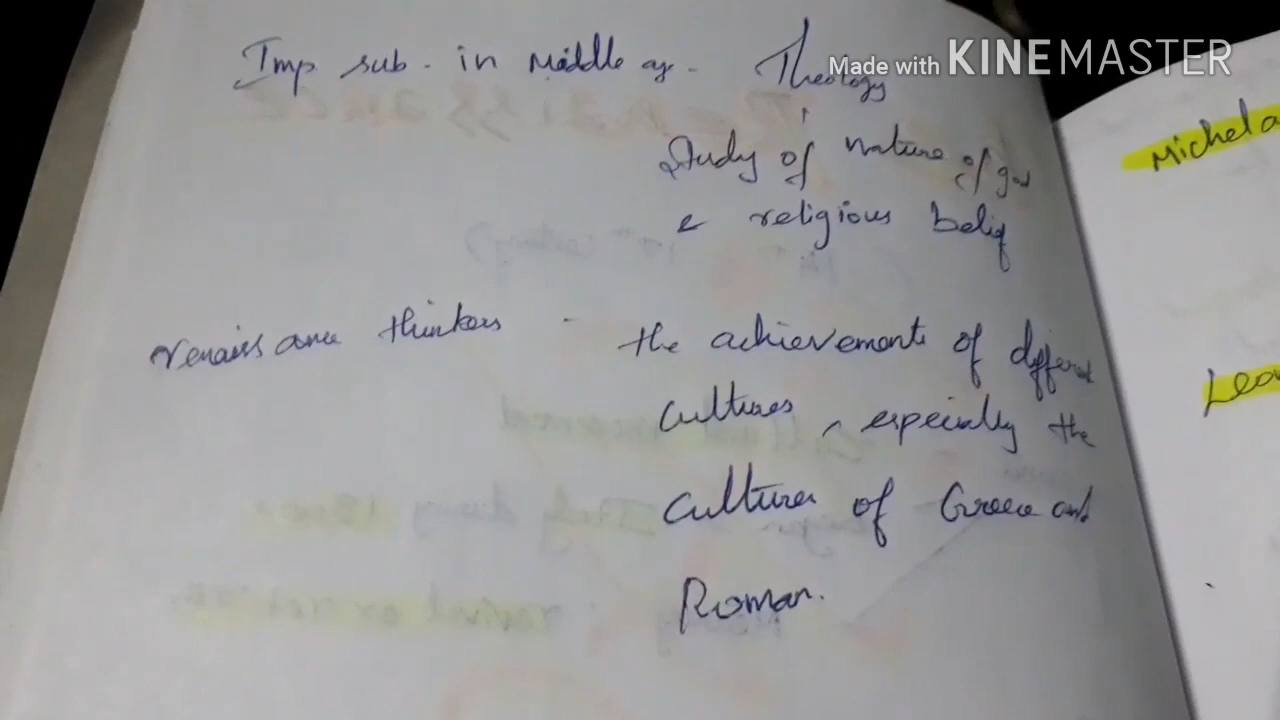 Imp sub. in Middle age - Theology
Made with KINEMASTER
Study of nature of god
& religious belief
Michela
renaissance thinkers - the achievements of different
Leo
cultures, especially the
cultures of Greece and
Roman.